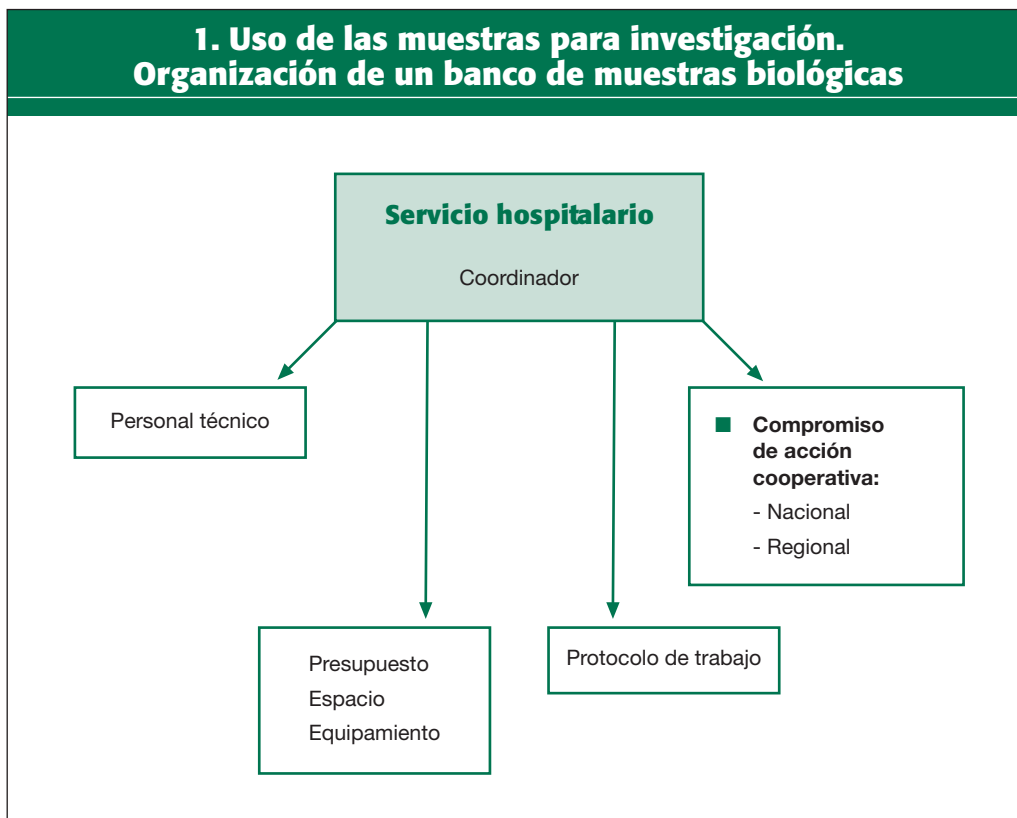 1. Uso de las muestras para investigación.
Organización de un banco de muestras biológicas
Servicio hospitalario
Coordinador
Personal técnico
Compromiso
de acción
cooperativa:
- Nacional
- Regional
Presupuesto
Espacio
Equipamiento
Protocolo de trabajo